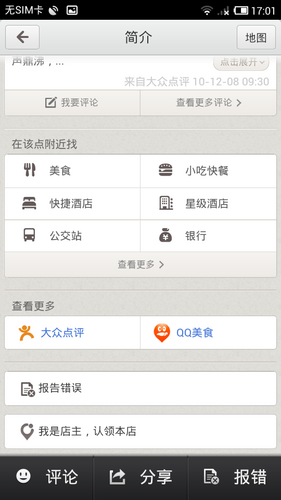 无SIM卡 17:01
简介 地图
声鼎沸，... 点击展开
来自大众点评 10-12-08 09:30
我要评论 查看更多评论
在该点附近找
美食 小吃快餐
快捷酒店 星级酒店
公交站 银行
查看更多
查看更多
大众点评 QQ美食
报告错误
我是店主，认领本店
评论 分享 报错